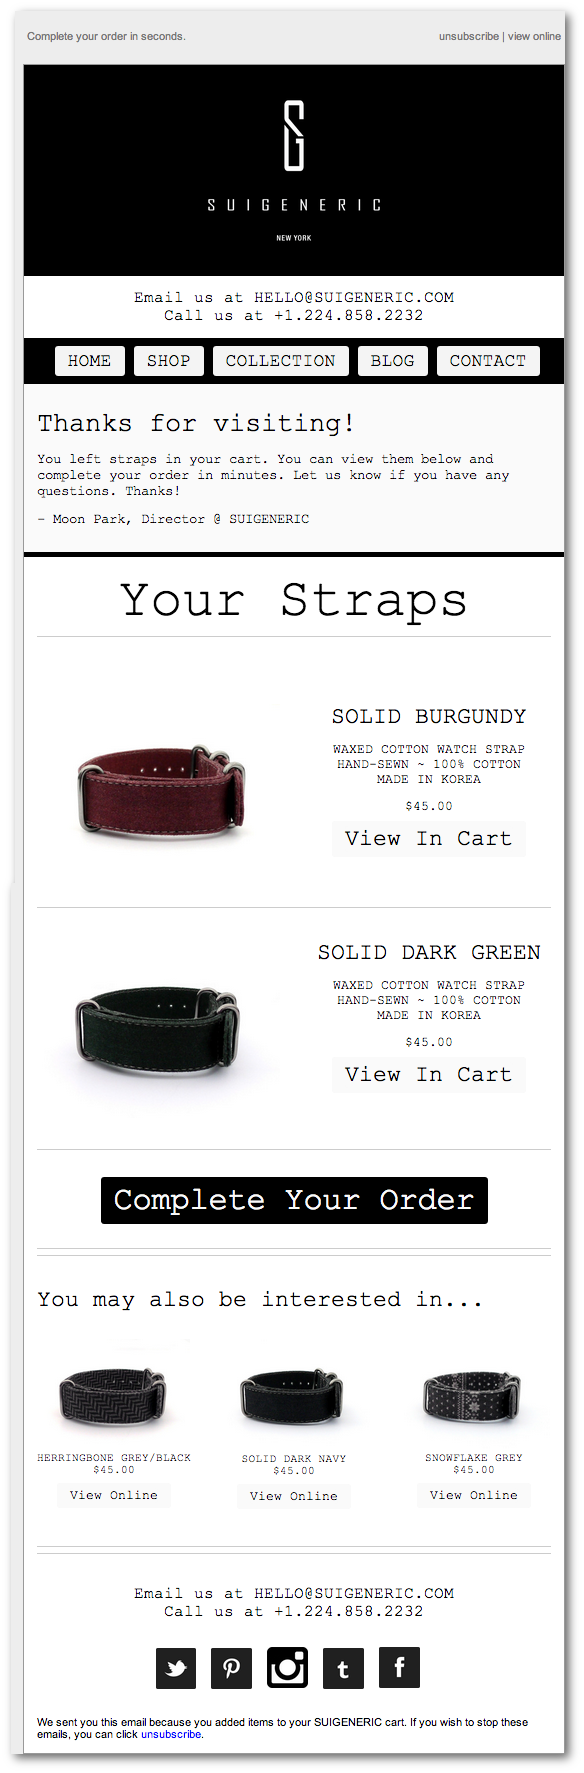 Complete your order in seconds.
unsubscribe | view online
SUIGENERIC
NEW YORK
Email us at HELLO@SUIGENERIC.COM
Call us at +1.224.858.2232
HOME SHOP COLLECTION BLOG CONTACT
Thanks for visiting!
You left straps in your cart. You can view them below and
complete your order in minutes. Let us know if you have any
questions. Thanks!
- Moon Park, Director @ SUIGENERIC
Your Straps
SOLID BURGUNDY
WAXED COTTON WATCH STRAP
HAND-SEWN ~ 100% COTTON
MADE IN KOREA
$45.00
View In Cart
SOLID DARK GREEN
WAXED COTTON WATCH STRAP
HAND-SEWN ~ 100% COTTON
MADE IN KOREA
$45.00
View In Cart
Complete Your Order
You may also be interested in...
HERRINGBONE GREY/BLACK
$45.00
View Online
SOLID DARK NAVY
$45.00
View Online
SNOWFLAKE GREY
$45.00
View Online
Email us at HELLO@SUIGENERIC.COM
Call us at +1.224.858.2232
We sent you this email because you added items to your SUIGENERIC cart. If you wish to stop these
emails, you can click unsubscribe.